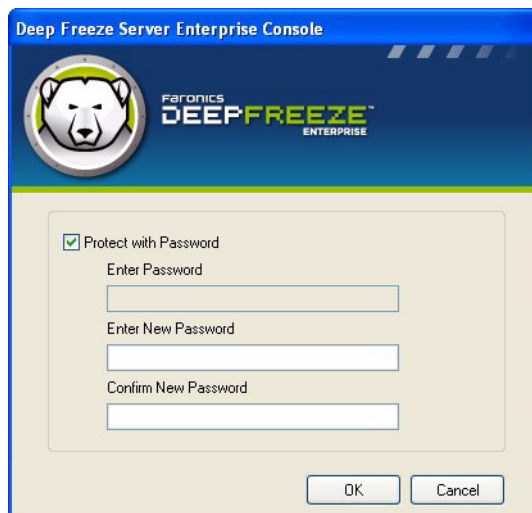 Deep Freeze Server Enterprise Console
Faronics
DEEPFREEZE™
ENTERPRISE
Protect with Password
Enter Password
Enter New Password
Confirm New Password
OK
Cancel